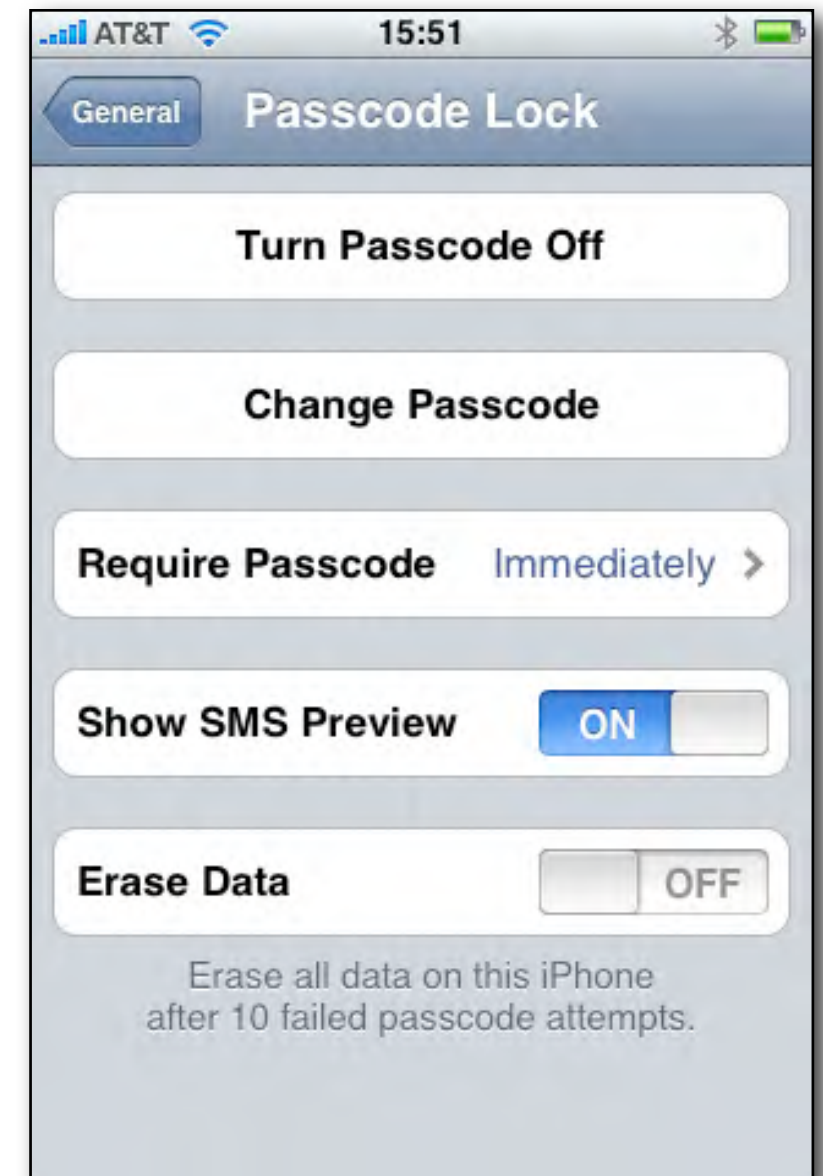 AT&T 15:51
General Passcode Lock
Turn Passcode Off
Change Passcode
Require Passcode Immediately >
Show SMS Preview ON
Erase Data OFF
Erase all data on this iPhone
after 10 failed passcode attempts.